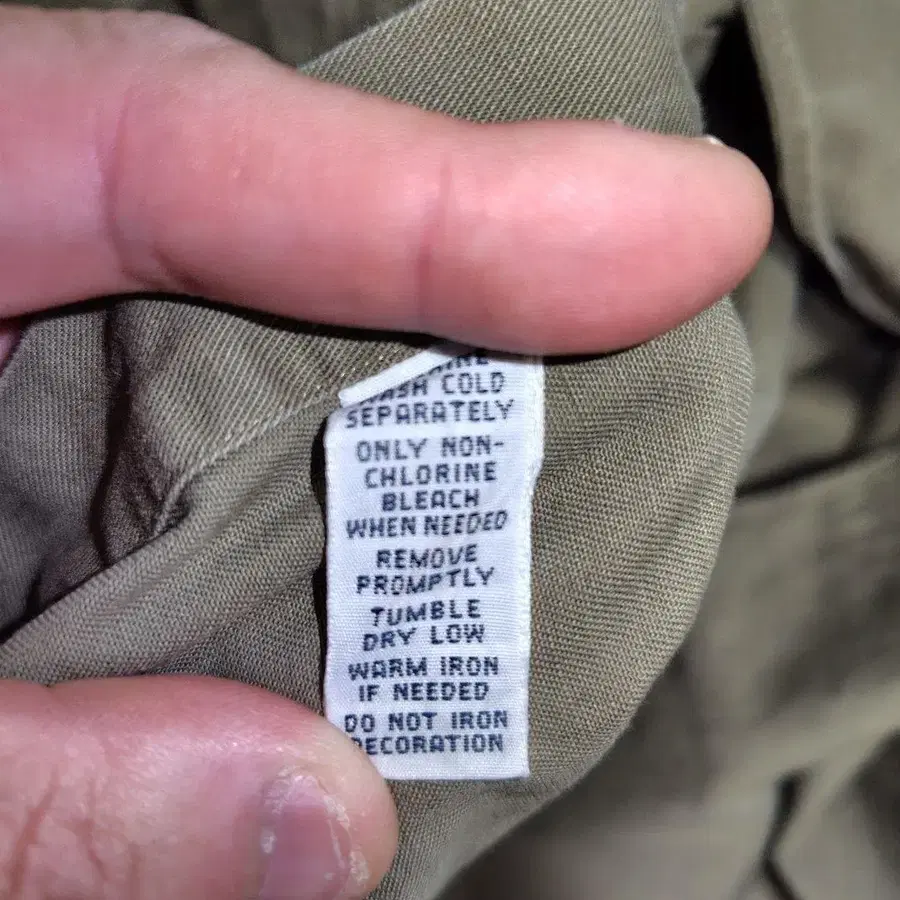 COLD
SEPARATELY
ONLY NON-
CHLORINE
BLEACH
WHEN NEEDED
REMOVE
PROMPTLY
TUMBLE
DRY LOW
WARM IRON
IF NEEDED
DO NOT IRON
DECORATION